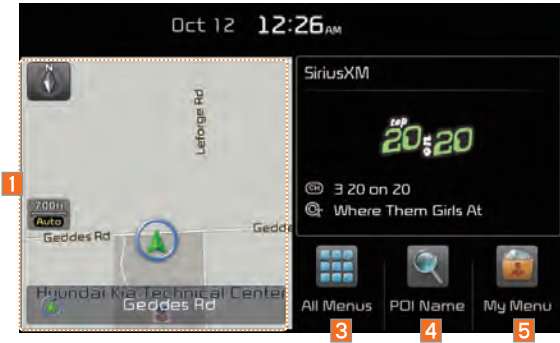 Oct 12 12:26AM
N
SiriusXM
Leforge Rd
top
20 on 20
1
CH 3 20 on 20
Where Them Girls At
700ft
Auto
Geddes Rd
Gedde
Hyundai Kia Technical Center
Geddes Rd
All Menus
POI Name
My Menu
3
4
5